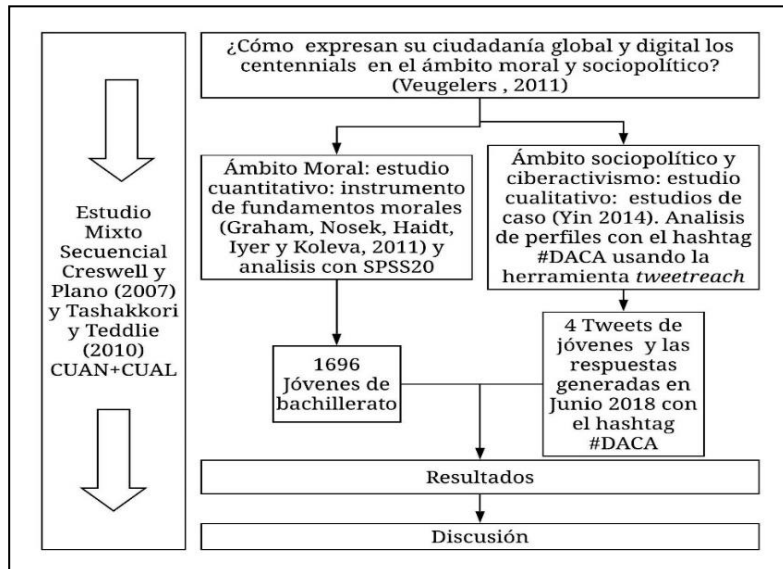 ¿Cómo expresan su ciudadanía global y digital los
centennials en el ámbito moral y sociopolítico?
(Veugelers , 2011)
Estudio
Mixto
Secuencial
Creswell y
Plano (2007)
y Tashakkori
y Teddlie
(2010)
CUAN+CUAL
Ámbito Moral: estudio
cuantitativo: instrumento
de fundamentos morales
(Graham, Nosek, Haidt,
Iyer y Koleva, 2011) y
analisis con SPSS20
Ámbito sociopolítico y
ciberactivismo: estudio
cualitativo: estudios de
caso (Yin 2014). Analisis
de perfiles con el hashtag
#DACA usando la
herramienta tweetreach
1696
Jóvenes de
bachillerato
4 Tweets de
jóvenes y las
respuestas
generadas en
Junio 2018 con
el hashtag
#DACA
Resultados
Discusión